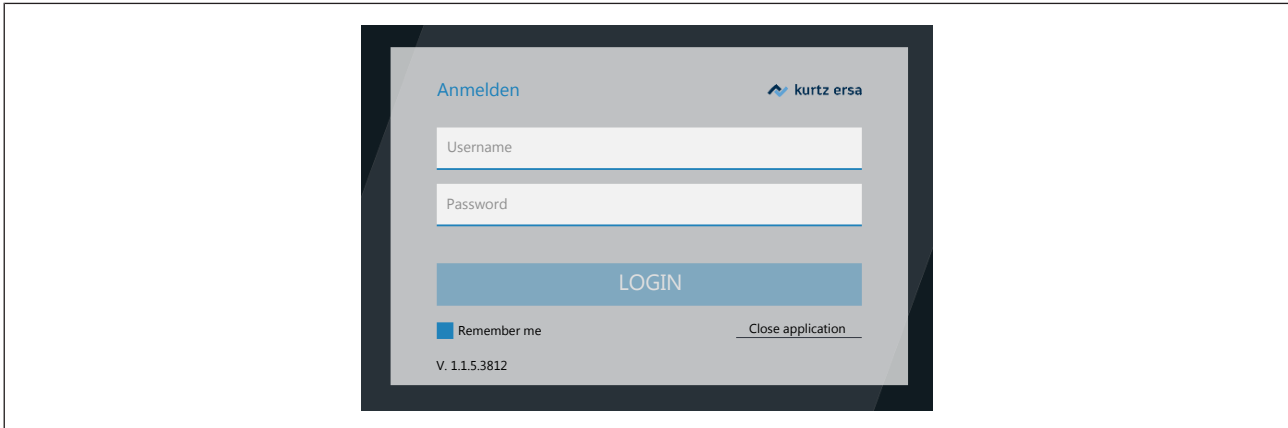 Anmelden
kurtz ersa
Username
Password
LOGIN
Remember me
Close application
V. 1.1.5.3812